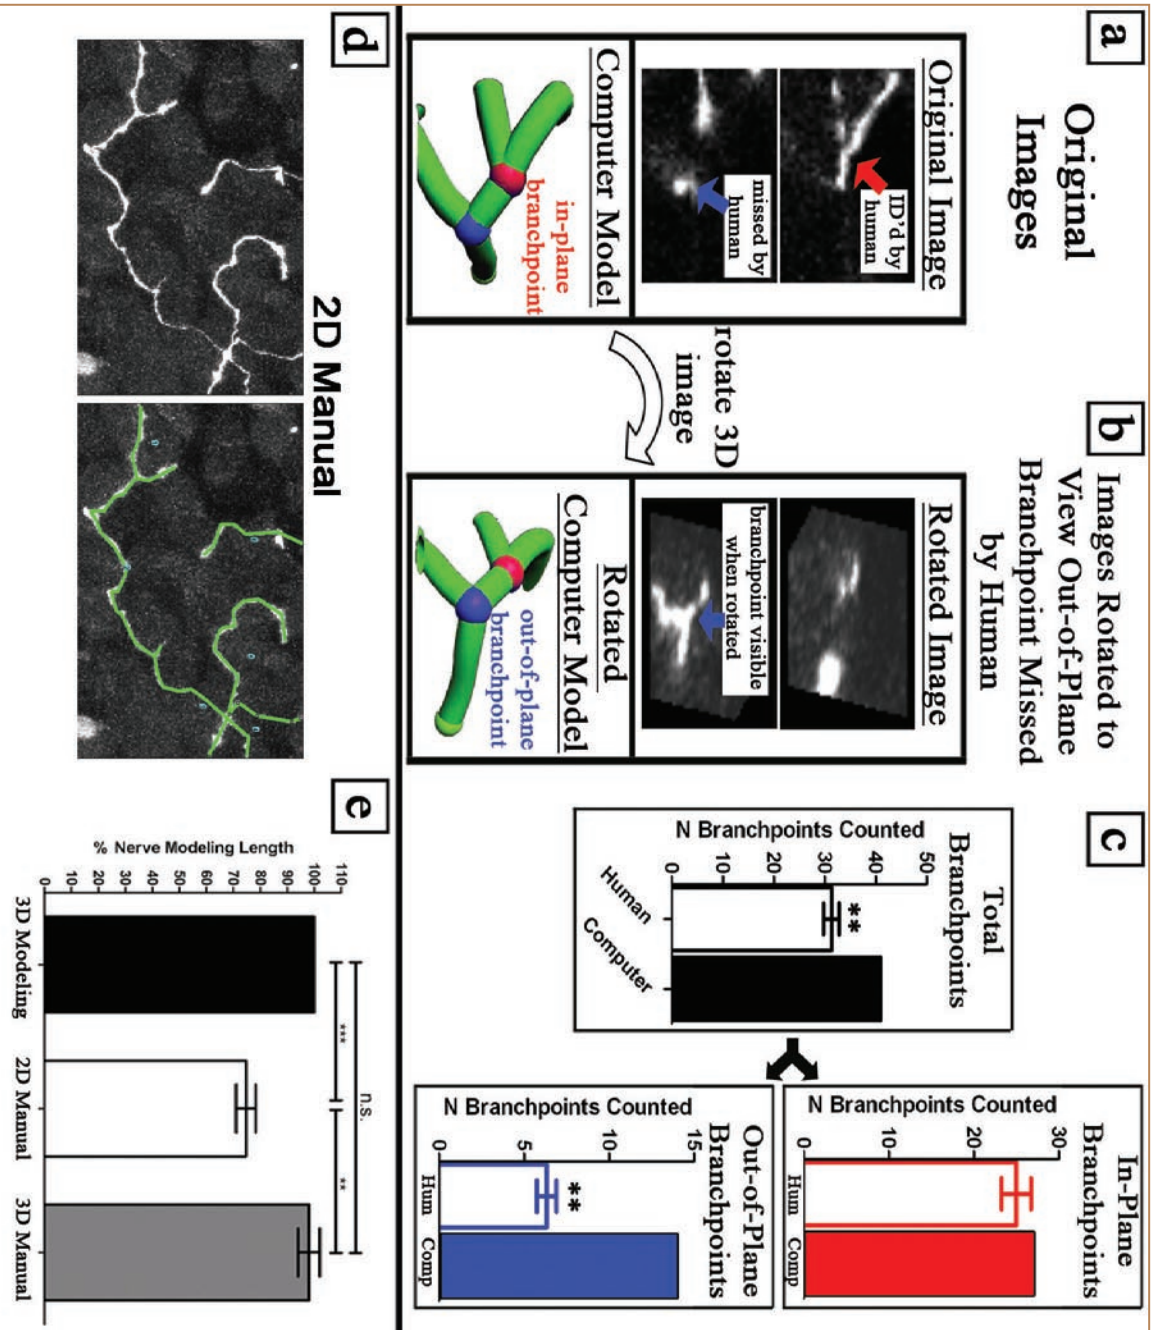 a
Original
Images
Original Image
ID'd by
human
missed by
human
Computer Model
in-plane
branchpoint
rotate 3D
image
b
Images Rotated to
View Out-of-Plane
Branchpoint Missed
by Human
Rotated Image
branchpoint visible
when rotated
Rotated
Computer Model
out-of-plane
branchpoint
c
Total
Branchpoints
N Branchpoints Counted
50
40
30
20
10
0
**
Human
Computer
In-Plane
Branchpoints
N Branchpoints Counted
30
20
10
0
Hum
Comp
Out-of-Plane
Branchpoints
N Branchpoints Counted
15
10
5
0
**
Hum
Comp
d
2D Manual
e
% Nerve Modeling Length
110
100
90
80
70
60
50
40
30
20
10
0
n.s.
***
**
3D Modeling
2D Manual
3D Manual